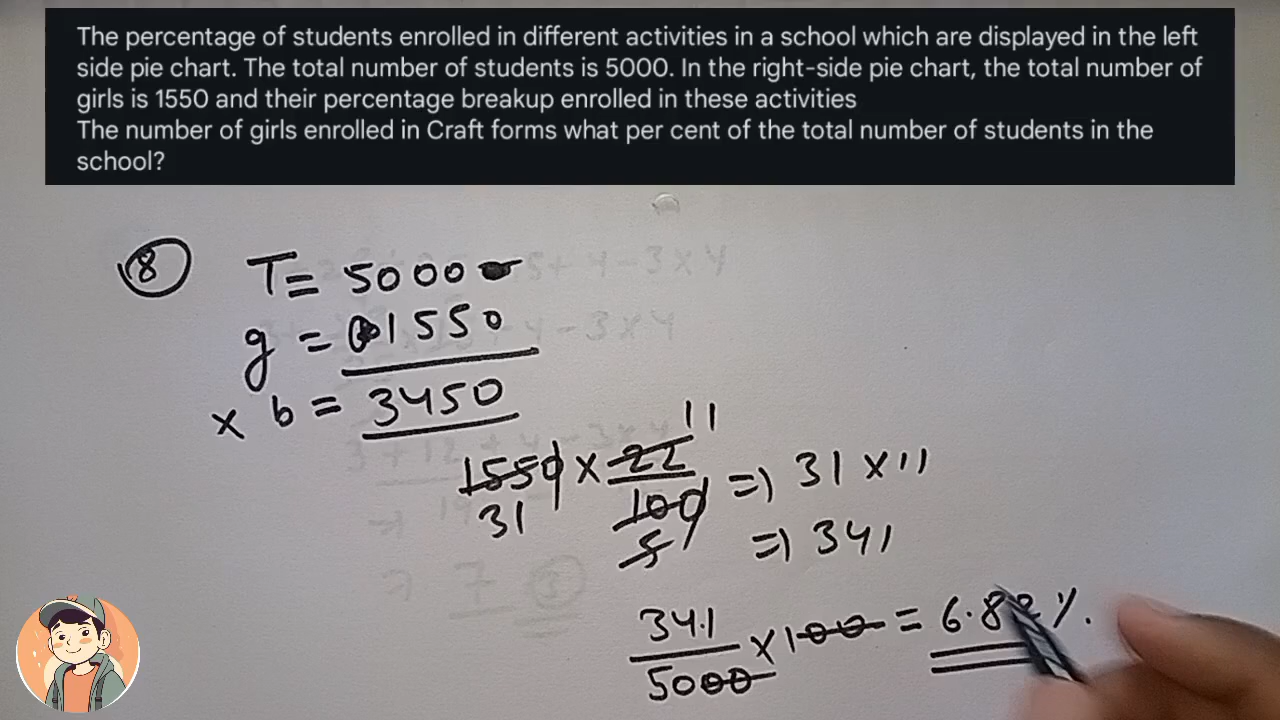 The percentage of students enrolled in different activities in a school which are displayed in the left
side pie chart. The total number of students is 5000. In the right-side pie chart, the total number of
girls is 1550 and their percentage breakup enrolled in these activities
The number of girls enrolled in Craft forms what per cent of the total number of students in the
school?
8
T = 5000
g = 1550
x b = 3450
1550 x 22/100 => 31 x 11
11
31
5
=> 341
341/5000 x 100 = 6.82 %.